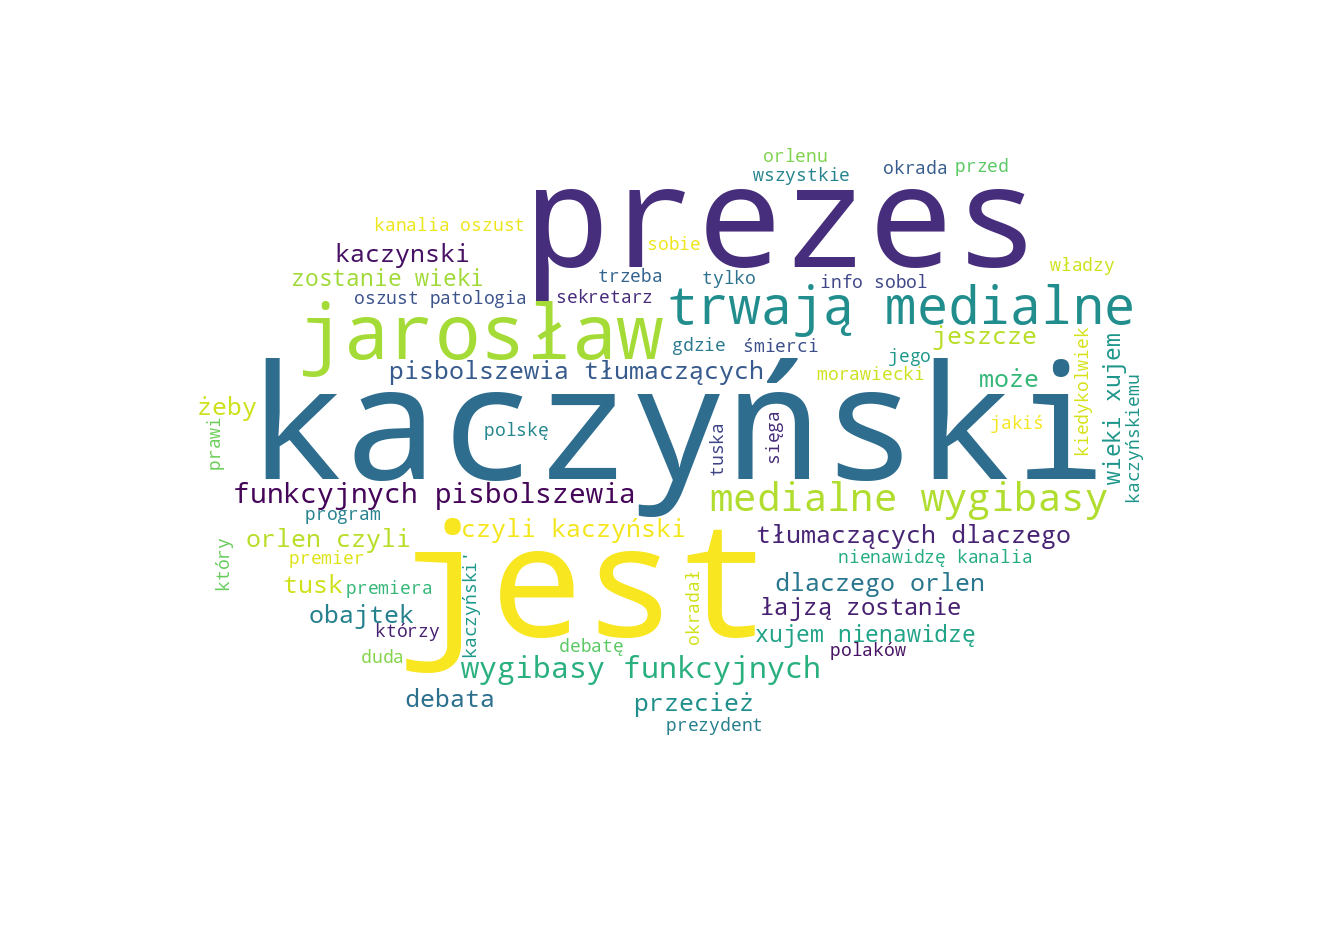 orlenu
wszystkie
okrada
przed
prezes
kanalia oszust
kaczynski
sobie
władzy
zostanie wieki
trzeba
tylko
info sobol
oszust patologia
sekretarz
trwają medialne
jarosław
gdzie
śmierci
jego
jeszcze
kiedykolwiek
wieki xujem
pisbolszewia tłumaczących
morawiecki
może
kaczyńskiemu
żeby
kaczyński
prawi
polskę
tuska
sięga
jakiś
funkcyjnych pisbolszewia
medialne wygibasy
program
orlen czyli
czyli kaczyński
jest
tłumaczących dlaczego
który
premier
kaczyński'
nienawidzę kanalia
tusk
premiera
okradał
dlaczego orlen
obajtek
którzy
łajzą zostanie
duda
debatę
xujem nienawidzę
polaków
wygibasy funkcyjnych
debata
przecież
prezydent